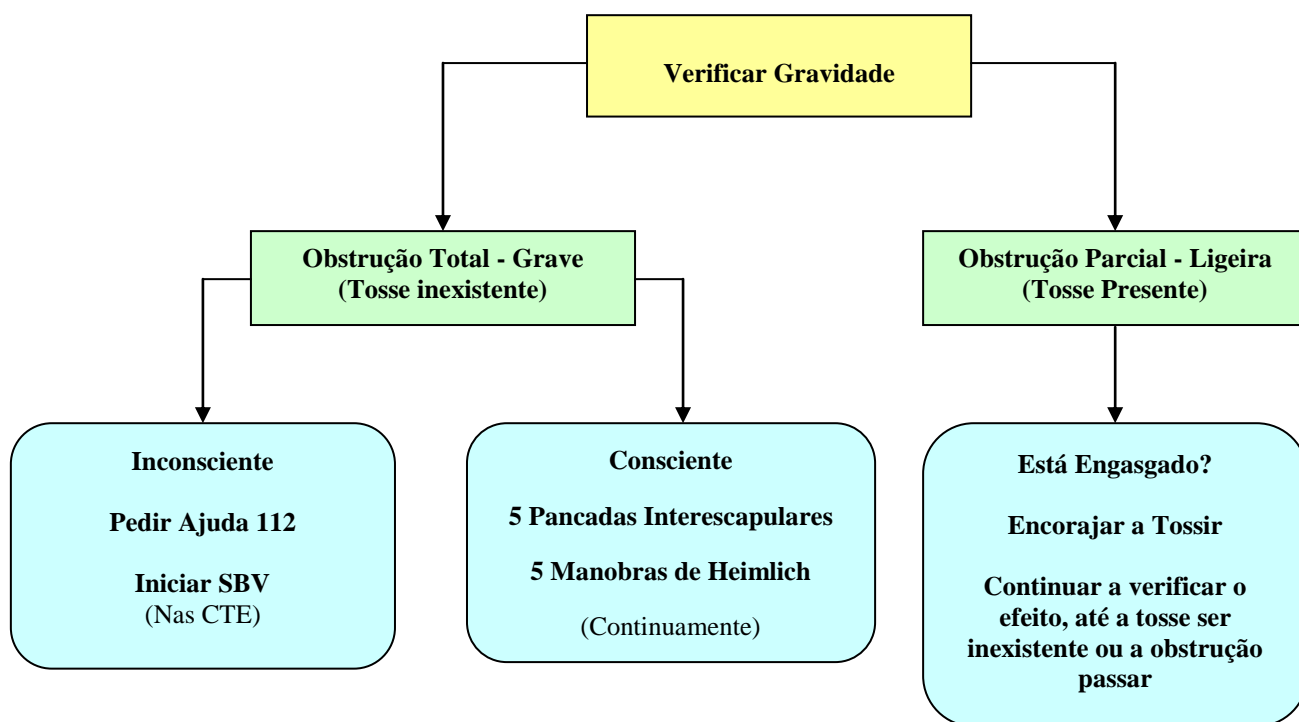 Verificar Gravidade
Obstrução Total - Grave
(Tosse inexistente)
Obstrução Parcial - Ligeira
(Tosse Presente)
Inconsciente
Pedir Ajuda 112
Iniciar SBV
(Nas CTE)
Consciente
5 Pancadas Interescapulares
5 Manobras de Heimlich
(Continuamente)
Está Engasgado?
Encorajar a Tossir
Continuar a verificar o
efeito, até a tosse ser
inexistente ou a obstrução
passar